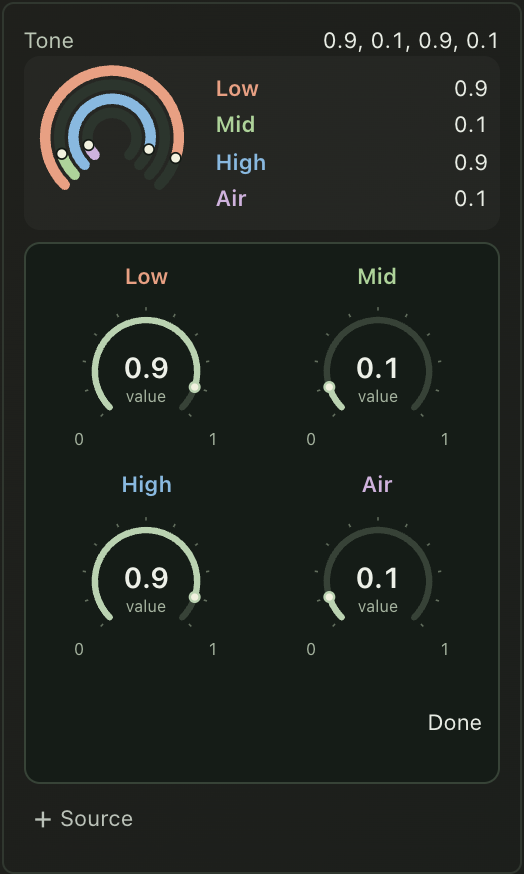 Tone 0.9, 0.1, 0.9, 0.1
Low 0.9
Mid 0.1
High 0.9
Air 0.1
Low Mid
0.9 0.1
value value
0 1 0 1
High Air
0.9 0.1
value value
0 1 0 1
Done
+ Source